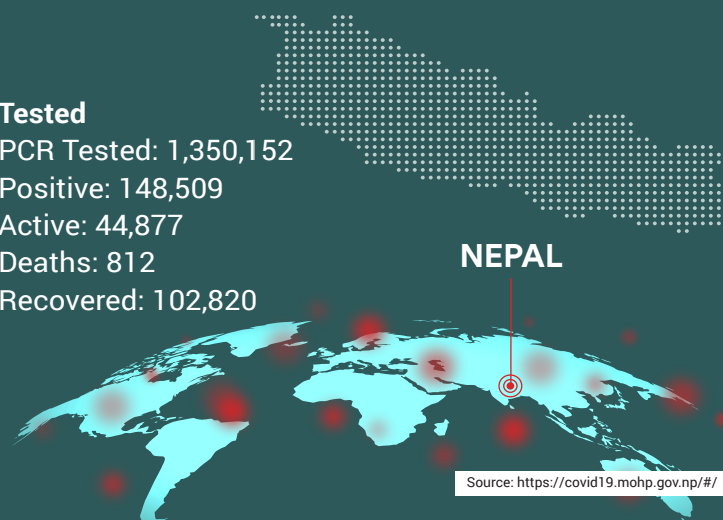 Tested
PCR Tested: 1,350,152
Positive: 148,509
Active: 44,877
Deaths: 812
Recovered: 102,820
NEPAL
Source: https://covid19.mohp.gov.np/#/